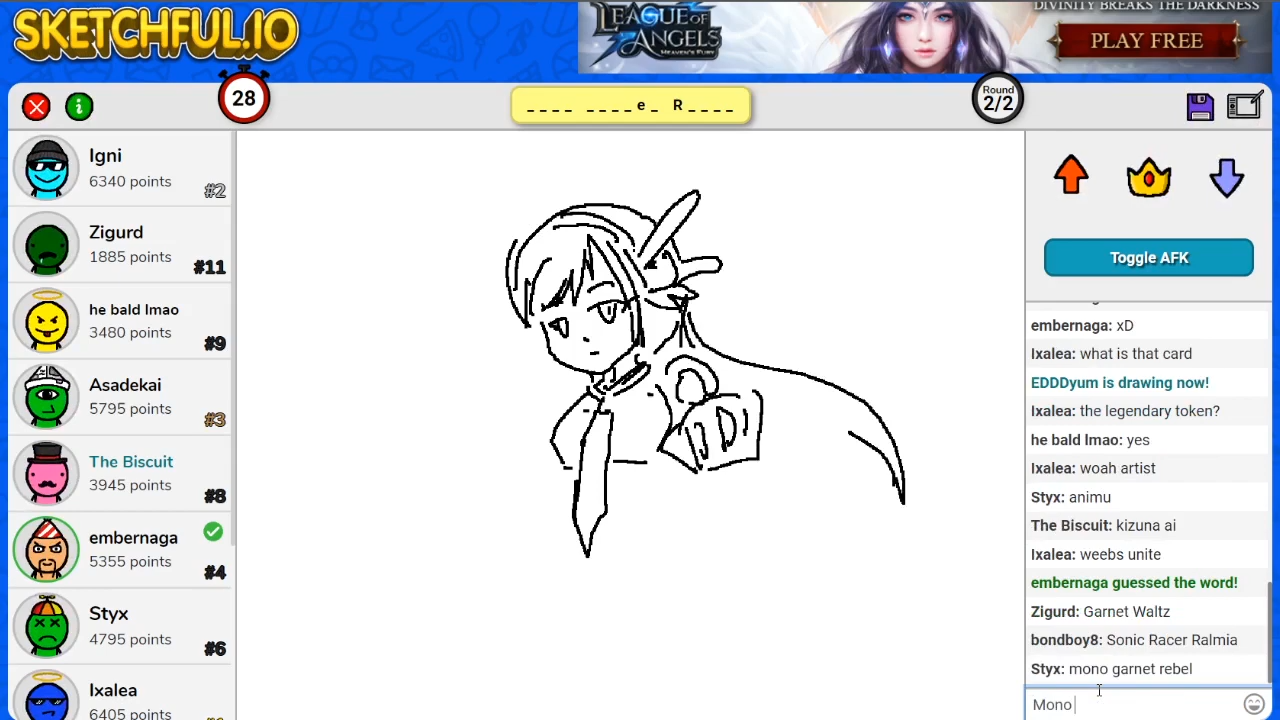 SKETCHFUL.IO
LEAGUE OF
ANGELS
HEAVEN'S FURY
DIVINITY BREAKS THE DARKNESS
PLAY FREE
28
_ _ _ _ _ _ _ _ e _ R _ _ _ _
Round
2/2
Igni
6340 points
#2
Zigurd
1885 points
#11
he bald lmao
3480 points
#9
Asadekai
5795 points
#3
The Biscuit
3945 points
#8
embernaga
5355 points
#4
Styx
4795 points
#6
Ixalea
6405 points
Toggle AFK
embernaga: xD
Ixalea: what is that card
EDDDyum is drawing now!
Ixalea: the legendary token?
he bald lmao: yes
Ixalea: woah artist
Styx: animu
The Biscuit: kizuna ai
Ixalea: weebs unite
embernaga guessed the word!
Zigurd: Garnet Waltz
bondboy8: Sonic Racer Ralmia
Styx: mono garnet rebel
Mono